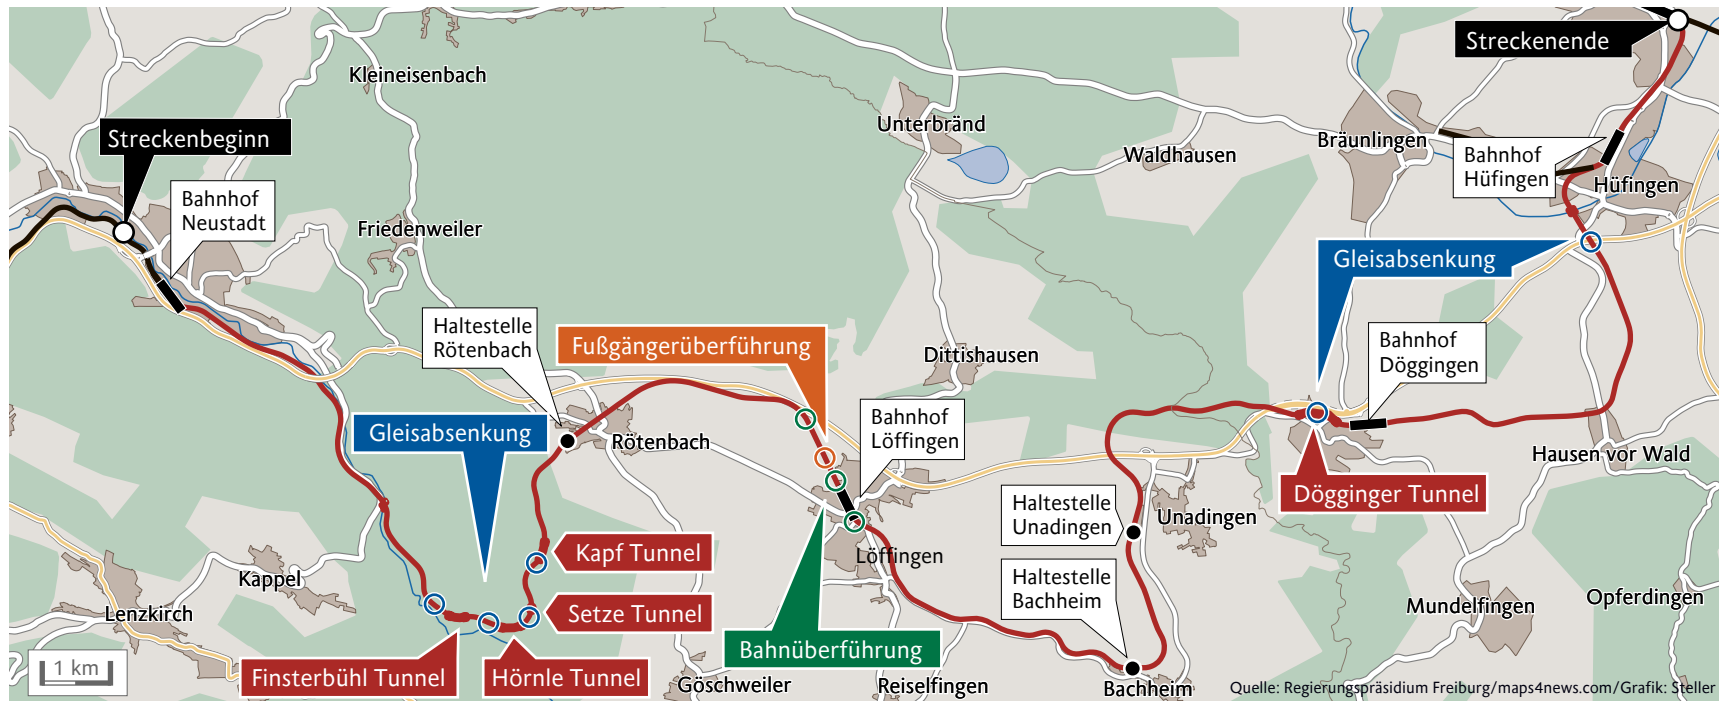 Streckenende
Kleineisenbach
Unterbränd
Streckenbeginn
Bräunlingen
Waldhausen
Bahnhof
Hüfingen
Hüfingen
Bahnhof
Neustadt
Friedenweiler
Gleisabsenkung
Haltestelle
Rötenbach
Fußgängerüberführung
Dittishausen
Bahnhof
Döggingen
Bahnhof
Löffingen
Gleisabsenkung
Rötenbach
Hausen vor Wald
Dögginger Tunnel
Haltestelle
Unadingen
Unadingen
Kapf Tunnel
Löffingen
Kappel
Haltestelle
Bachheim
Lenzkirch
Setze Tunnel
Mundelfingen
Opferdingen
Bahnüberführung
1 km
Finsterbühl Tunnel
Hörnle Tunnel
Göschweiler
Reiselfingen
Bachheim
Quelle: Regierungspräsidium Freiburg/maps4news.com/Grafik: Steller